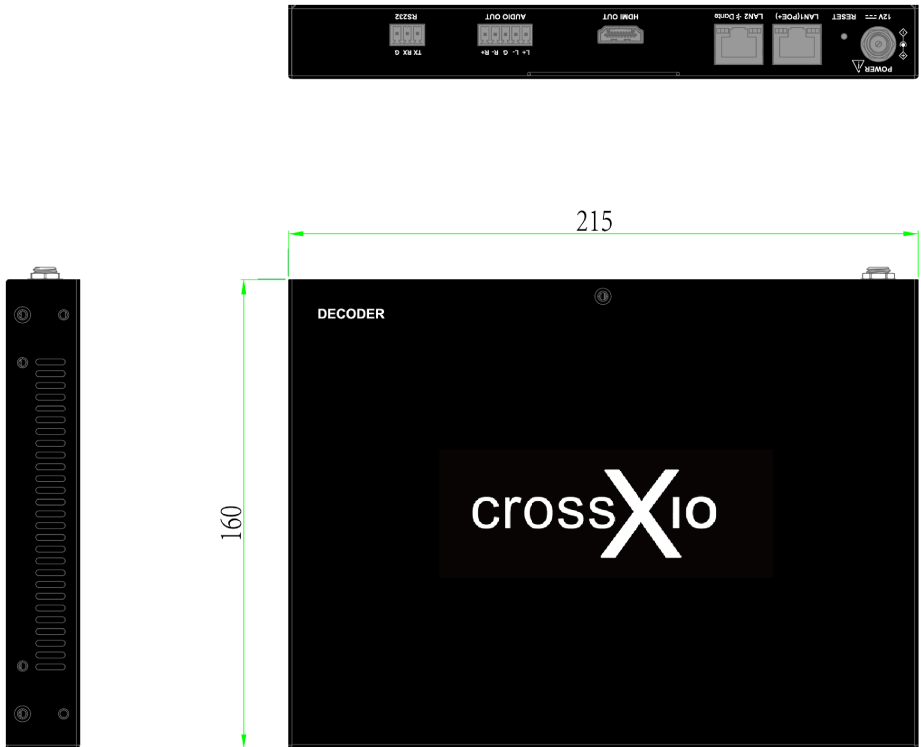 RS232
AUDIO OUT
HDMI OUT
LAN2 Dante
LAN1(POE+)
RESET
12V
G RX TX
R+ R- G L- L+
POWER
215
160
DECODER
crossXIO